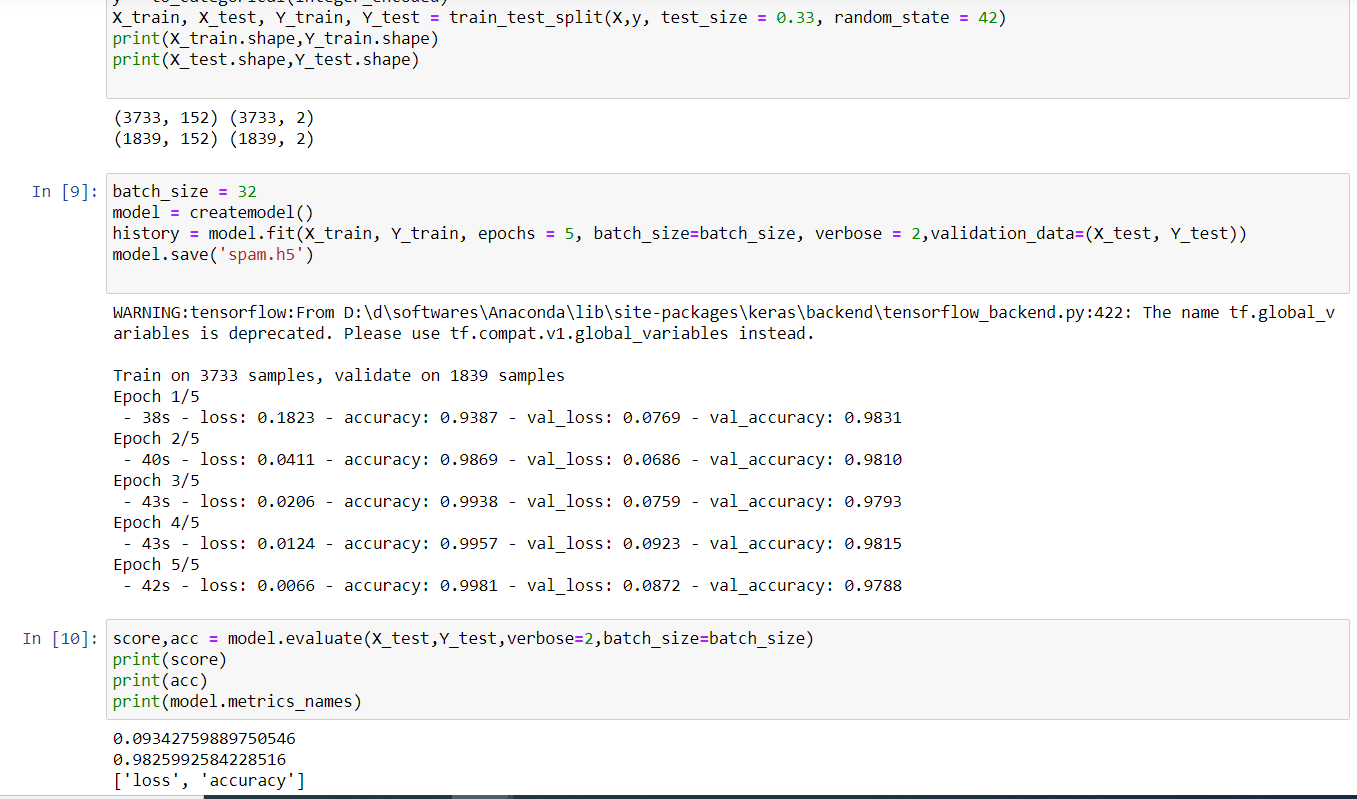 X_train, X_test, Y_train, Y_test = train_test_split(X,y, test_size = 0.33, random_state = 42)
print(X_train.shape,Y_train.shape)
print(X_test.shape,Y_test.shape)
(3733, 152) (3733, 2)
(1839, 152) (1839, 2)
In [9]:
batch_size = 32
model = createmodel()
history = model.fit(X_train, Y_train, epochs = 5, batch_size=batch_size, verbose = 2,validation_data=(X_test, Y_test))
model.save('spam.h5')
WARNING:tensorflow:From D:\d\softwares\Anaconda\lib\site-packages\keras\backend\tensorflow_backend.py:422: The name tf.global_v
ariables is deprecated. Please use tf.compat.v1.global_variables instead.
Train on 3733 samples, validate on 1839 samples
Epoch 1/5
- 38s - loss: 0.1823 - accuracy: 0.9387 - val_loss: 0.0769 - val_accuracy: 0.9831
Epoch 2/5
- 40s - loss: 0.0411 - accuracy: 0.9869 - val_loss: 0.0686 - val_accuracy: 0.9810
Epoch 3/5
- 43s - loss: 0.0206 - accuracy: 0.9938 - val_loss: 0.0759 - val_accuracy: 0.9793
Epoch 4/5
- 43s - loss: 0.0124 - accuracy: 0.9957 - val_loss: 0.0923 - val_accuracy: 0.9815
Epoch 5/5
- 42s - loss: 0.0066 - accuracy: 0.9981 - val_loss: 0.0872 - val_accuracy: 0.9788
In [10]:
score,acc = model.evaluate(X_test,Y_test,verbose=2,batch_size=batch_size)
print(score)
print(acc)
print(model.metrics_names)
0.09342759889750546
0.9825992584228516
['loss', 'accuracy']